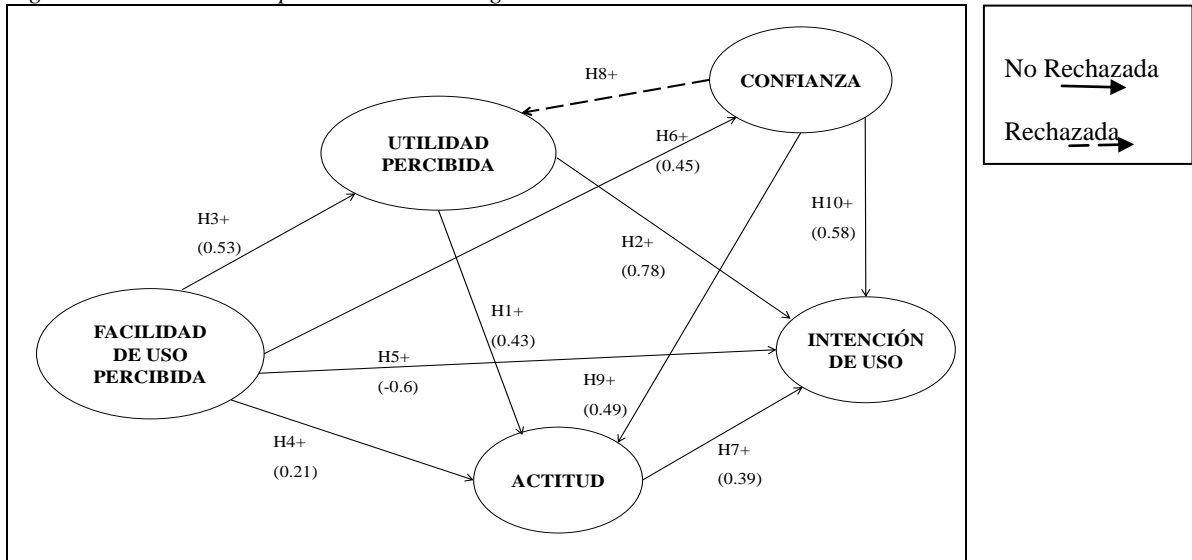 H8+
CONFIANZA
UTILIDAD
PERCIBIDA
H6+
(0.45)
H3+
(0.53)
H2+
(0.78)
H10+
(0.58)
FACILIDAD
DE USO
PERCIBIDA
H1+
(0.43)
H5+
(-0.6)
INTENCIÓN
DE USO
H9+
(0.49)
H4+
(0.21)
ACTITUD
H7+
(0.39)
No Rechazada
Rechazada